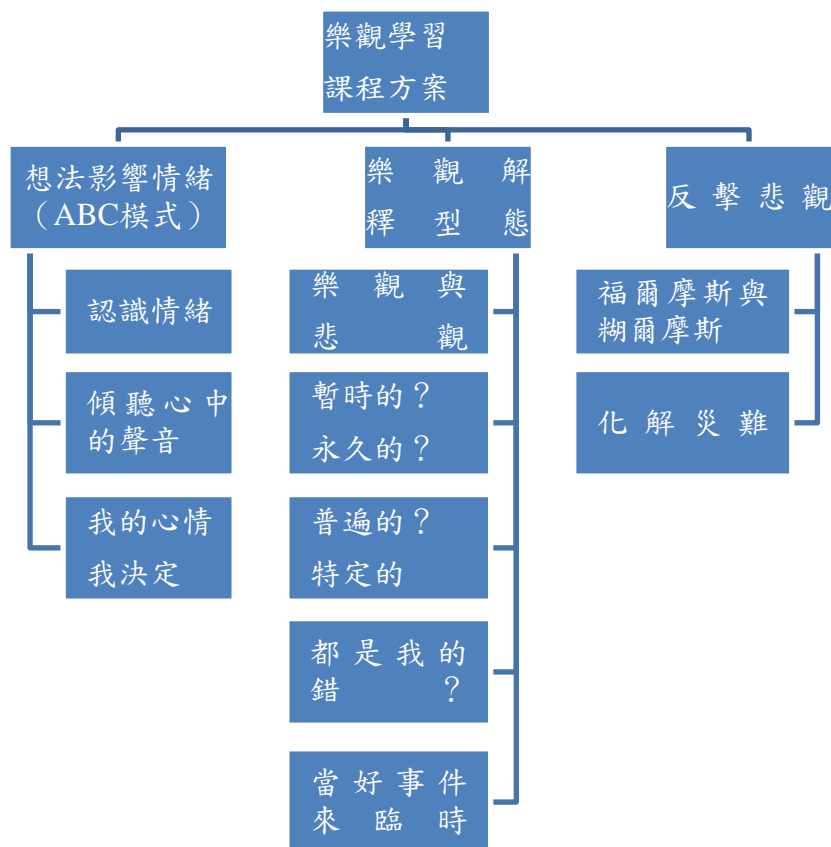 樂觀學習
課程方案
想法影響情緒
（ABC模式）
認識情緒
傾聽心中
的聲音
我的心情
我決定
樂觀解
釋型態
樂觀與
悲觀
暫時的？
永久的？
普遍的？
特定的
都是我的
錯？
當好事件
來臨時
反擊悲觀
福爾摩斯與
糊爾摩斯
化解災難